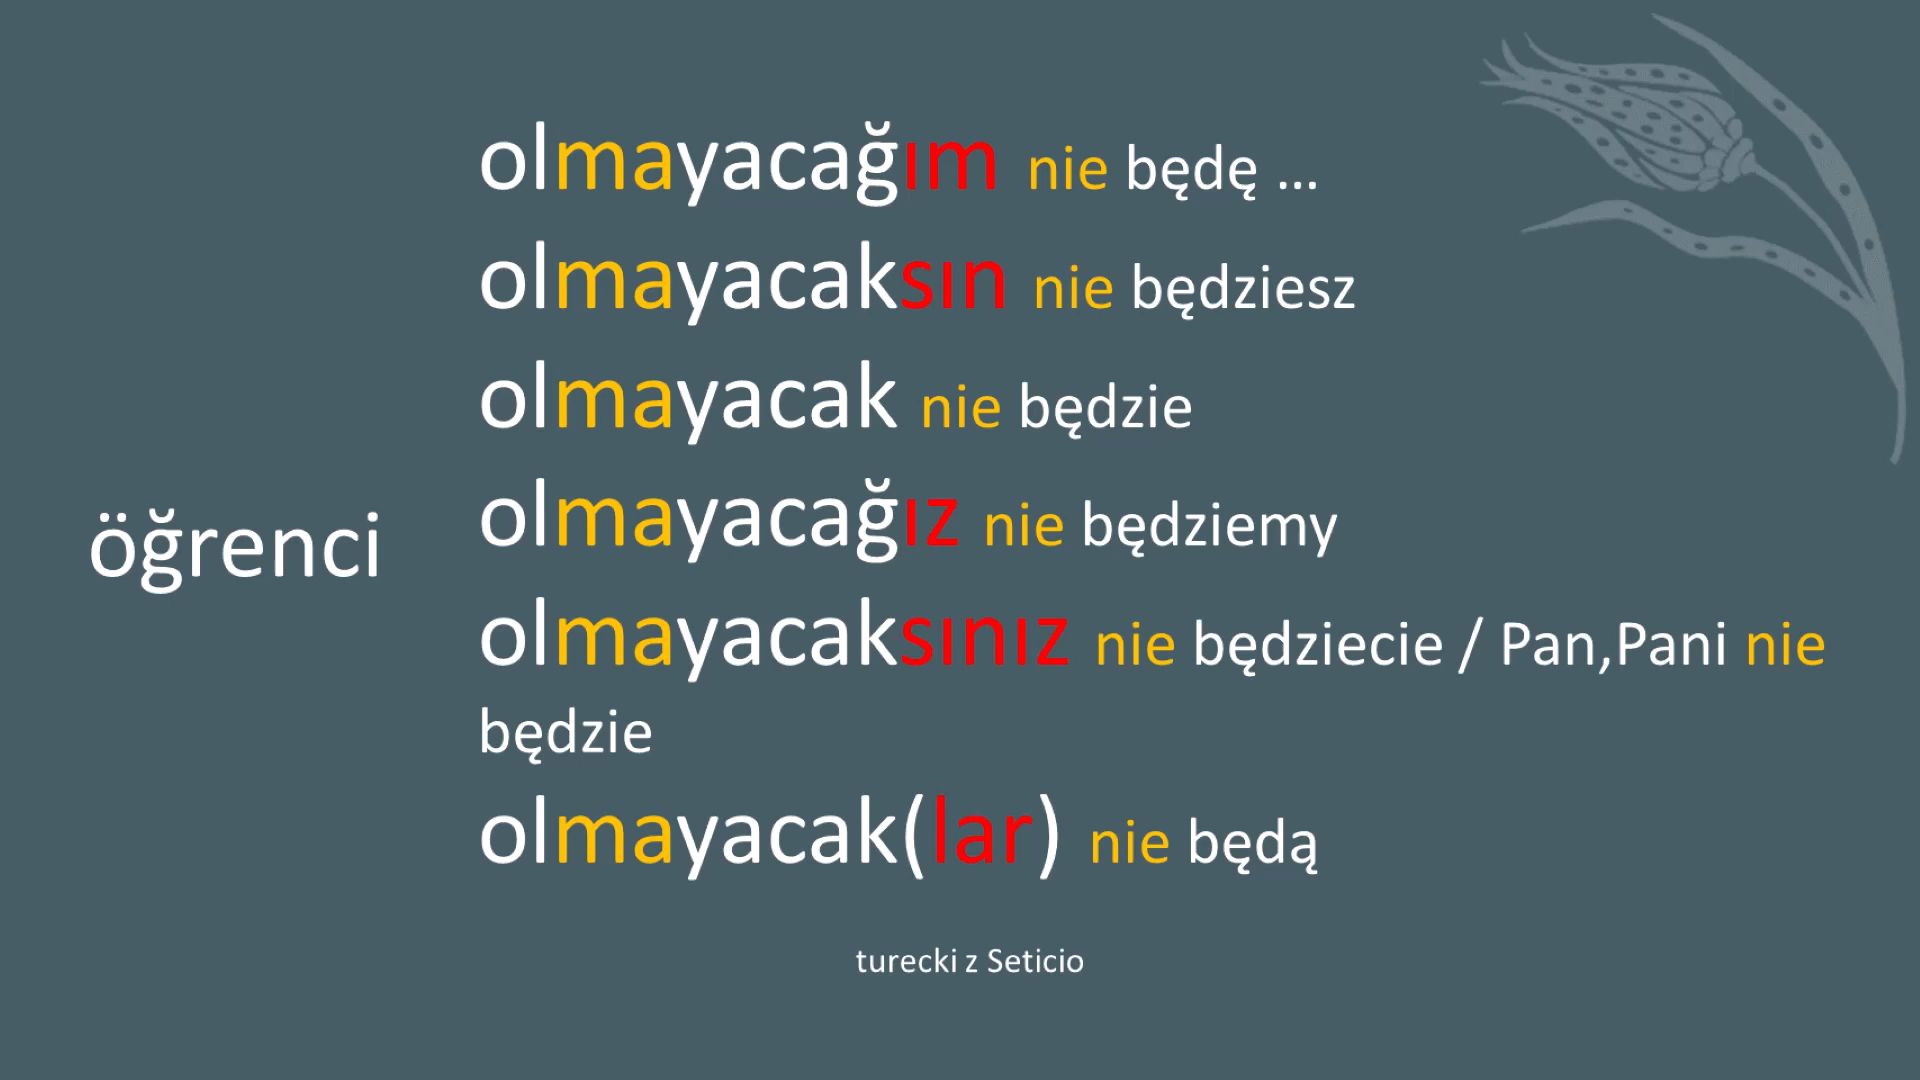 olmayacağım nie będę ...
olmayacaksın nie będziesz
olmayacak nie będzie
öğrenci
olmayacağız nie będziemy
olmayacaksınız nie będziecie / Pan,Pani nie
będzie
olmayacak(lar) nie będą
turecki z Seticio